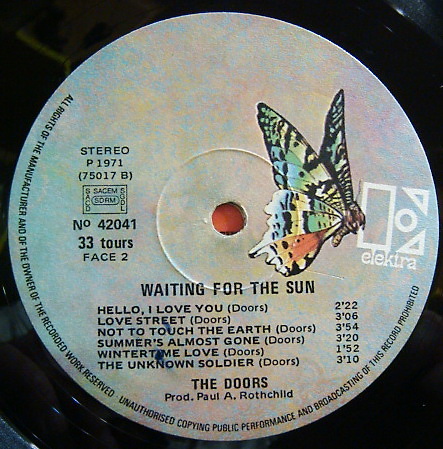 ALL RIGHTS OF THE MANUFACTURER AND OF THE OWNER OF THE RECORDED WORK RESERVED UNAUTHORISED COPYING PUBLIC PERFORMANCE AND BROADCASTING OF THIS RECORD PROHIBITED
STEREO
P 1971
(75017 B)
SACEM
SDRM
No 42041
33 tours
FACE 2
elektra
WAITING FOR THE SUN
HELLO, I LOVE YOU (Doors) 2'22
LOVE STREET (Doors) 3'06
NOT TO TOUCH THE EARTH (Doors) 3'54
SUMMER'S ALMOST GONE (Doors) 3'20
WINTERTIME LOVE (Doors) 1'52
THE UNKNOWN SOLDIER (Doors) 3'10
THE DOORS
Prod. Paul A. Rothchild